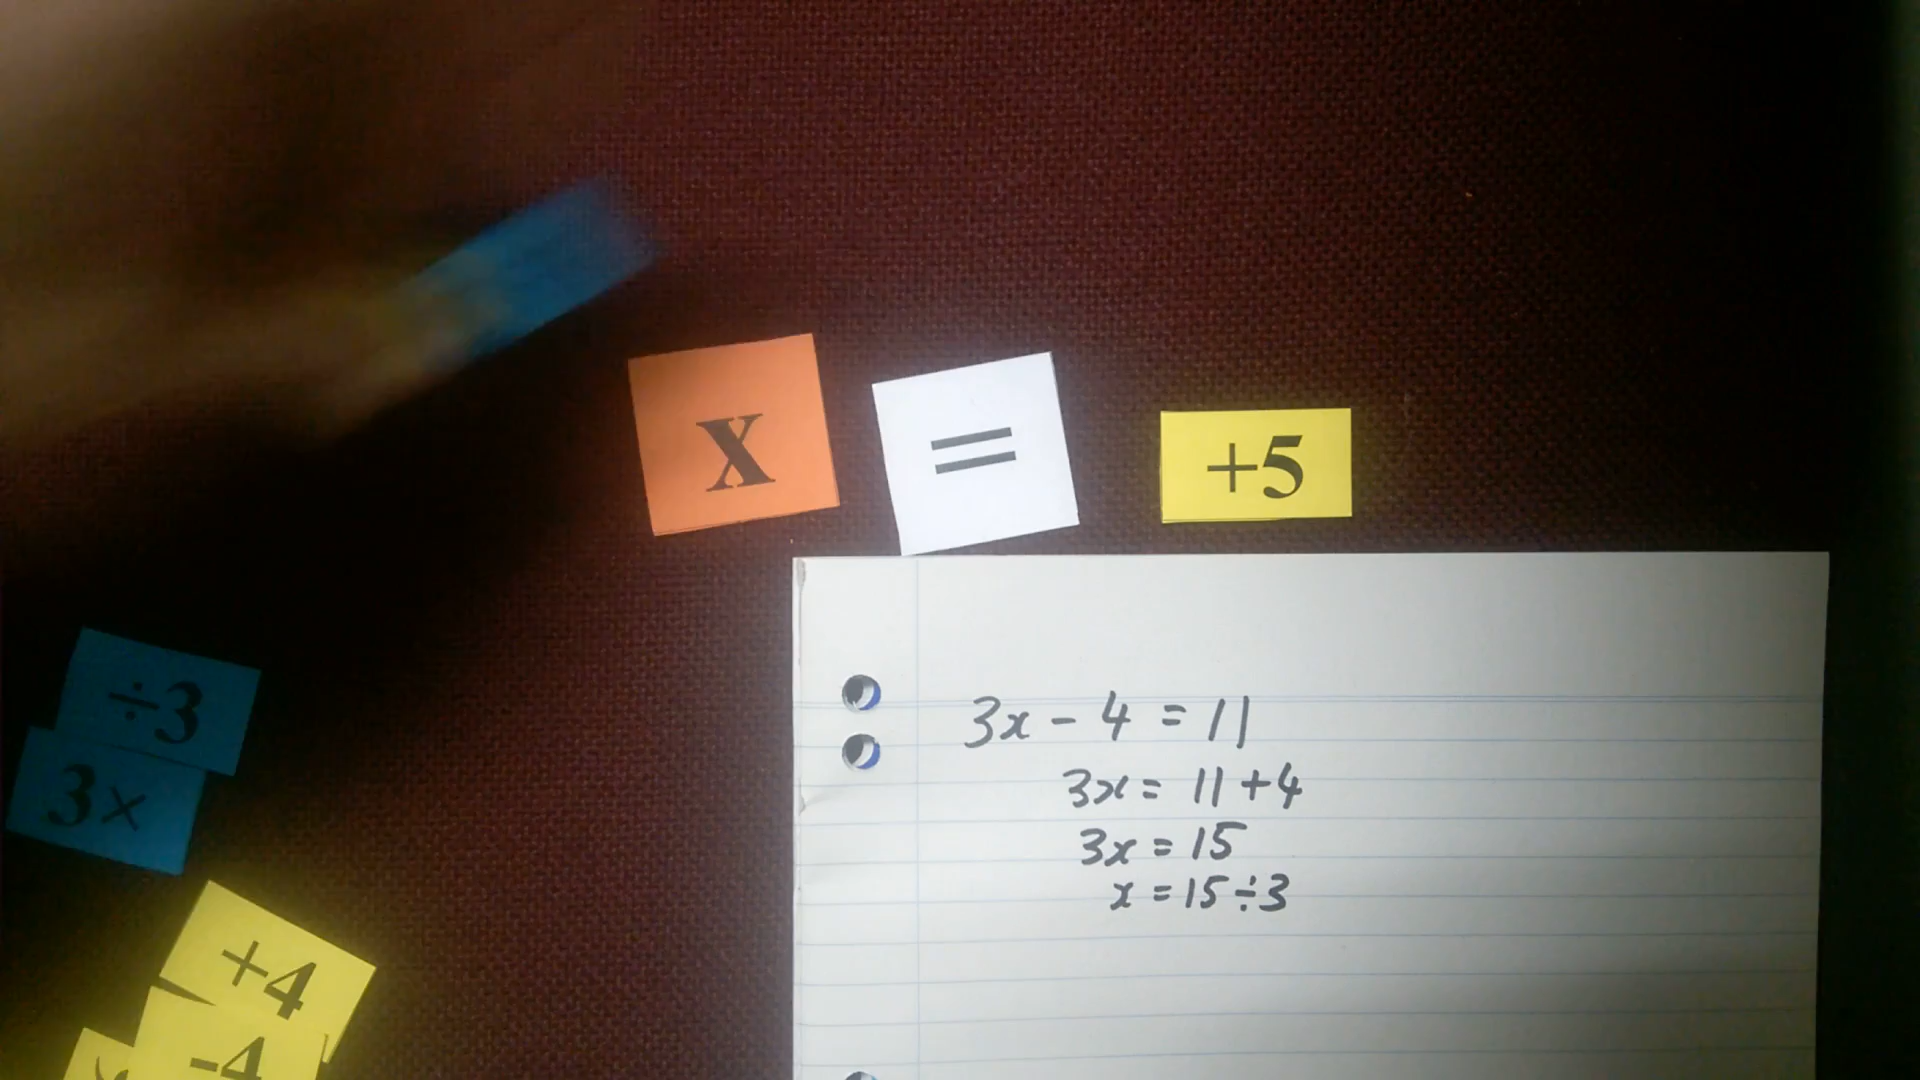 x = +5
3x - 4 = 11
3x = 11 + 4
3x = 15
x = 15 ÷ 3
÷3
3×
+4
-4